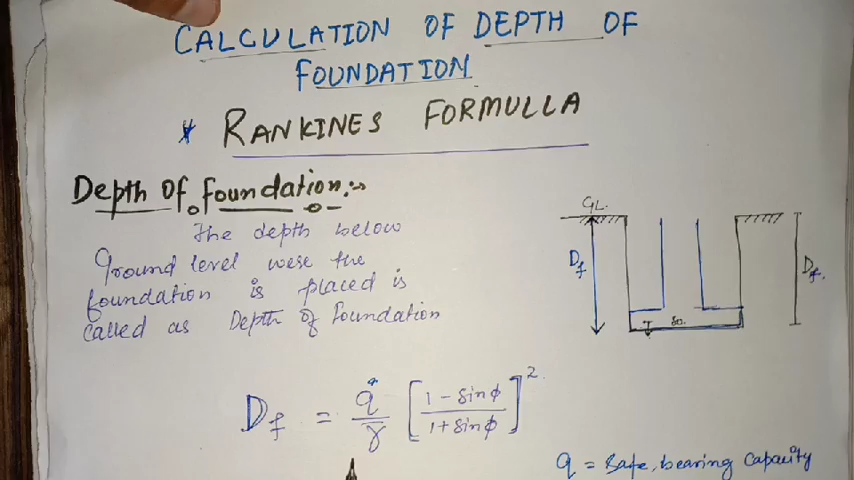 CALCULATION OF DEPTH OF
FOUNDATION
* RANKINES FORMULLA
Depth Of foundation:->
The depth below
Ground level were the
foundation is placed is
called as Depth of foundation
GL.
Df
Df.
Df = q/γ [1 - sinφ / 1 + sinφ]²
q = safe bearing capacity